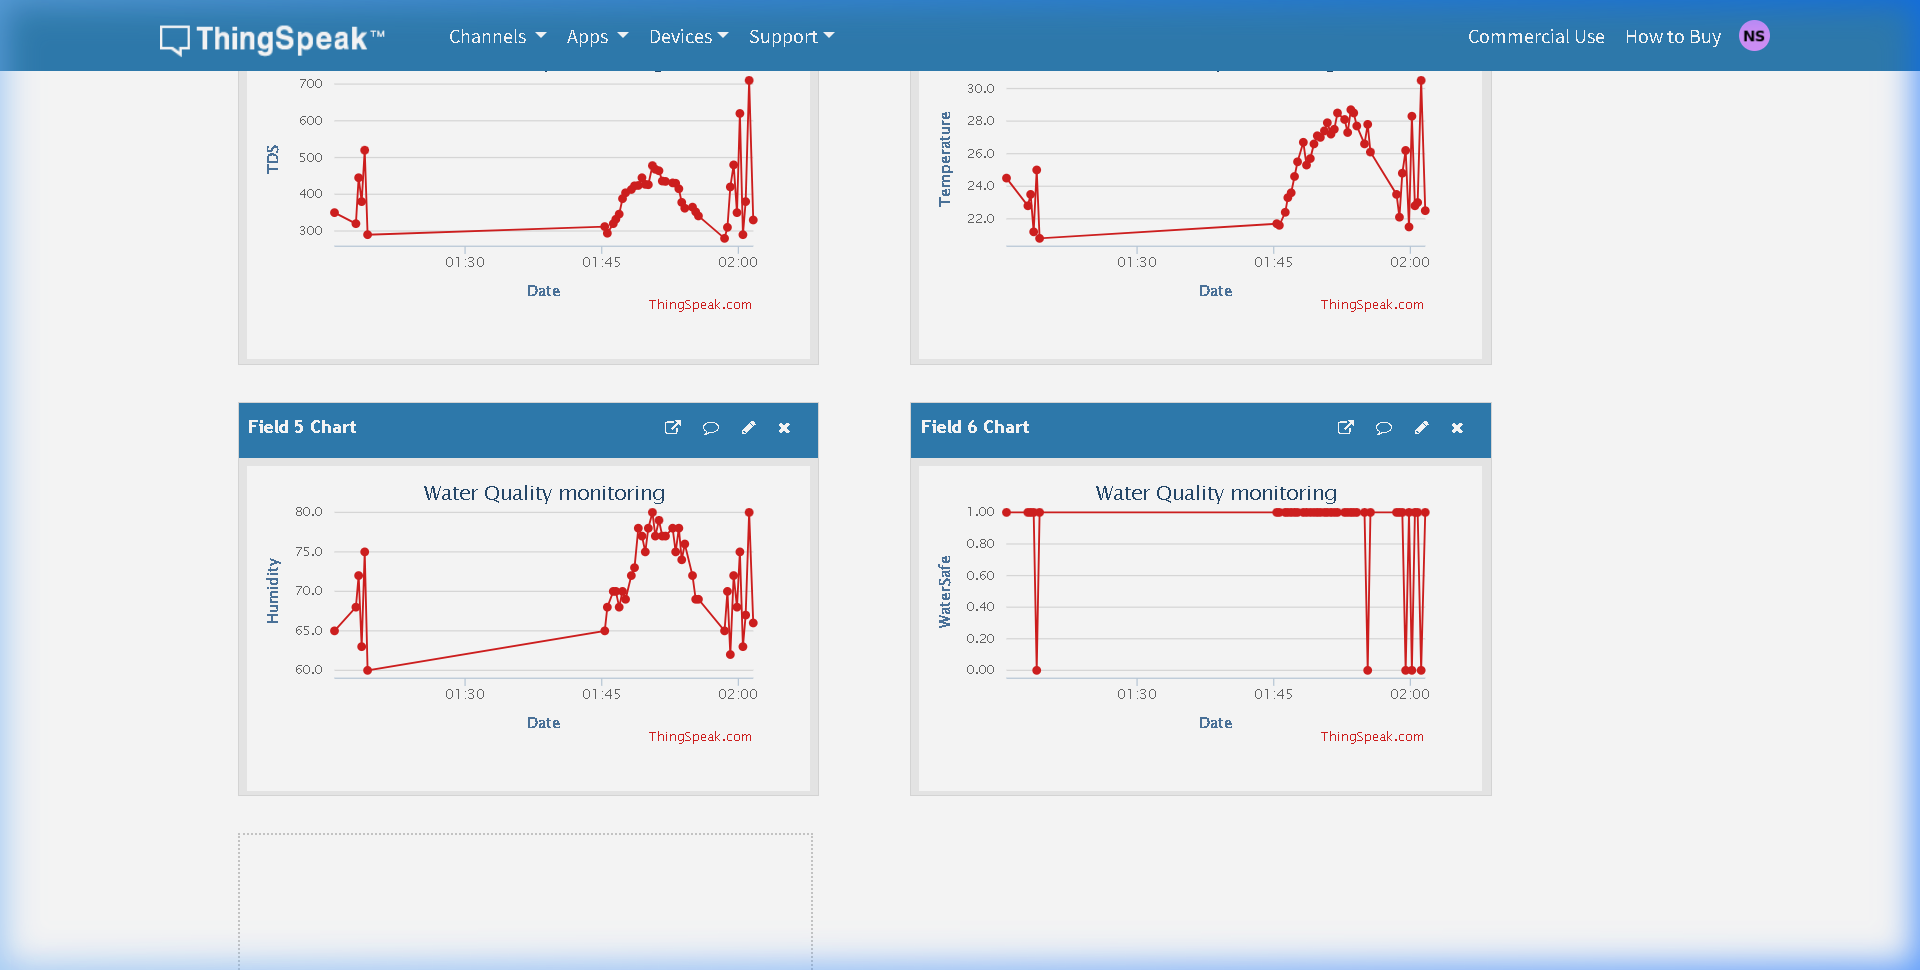 ThingSpeak™
Channels
Apps
Devices
Support
Commercial Use
How to Buy
NS
700
600
500
400
300
TDS
01:30
01:45
02:00
Date
ThingSpeak.com
30.0
28.0
26.0
24.0
22.0
Temperature
01:30
01:45
02:00
Date
ThingSpeak.com
Field 5 Chart
Water Quality monitoring
80.0
75.0
70.0
65.0
60.0
Humidity
01:30
01:45
02:00
Date
ThingSpeak.com
Field 6 Chart
Water Quality monitoring
1.00
0.80
0.60
0.40
0.20
0.00
WaterSafe
01:30
01:45
02:00
Date
ThingSpeak.com